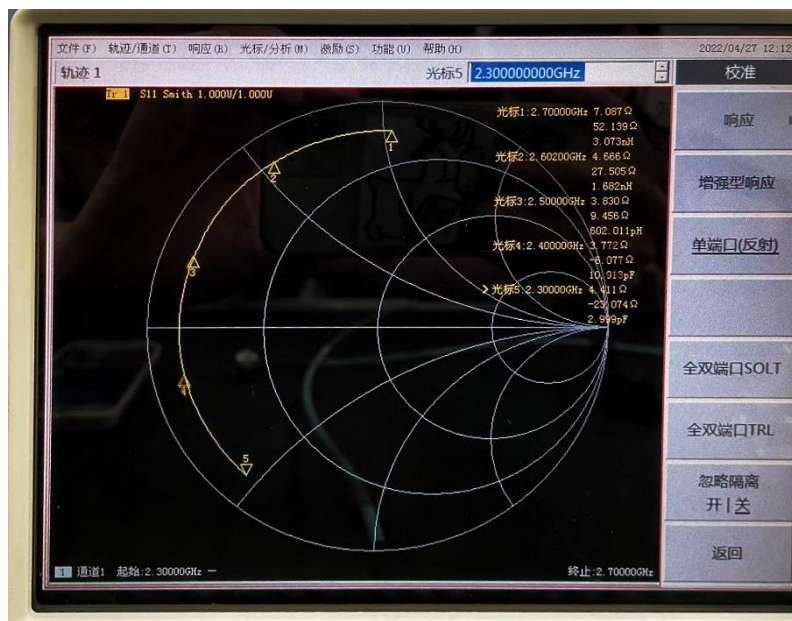 文件(F) 轨迹/通道(T) 响应(R) 光标/分析(M) 激励(S) 功能(U) 帮助(H) 2022/04/27 12:12
轨迹 1 光标5 2.300000000GHz 校准
Tr 1 S11 Smith 1.000U/1.000U
光标1:2.70000GHz 7.087Ω
52.139Ω
3.073nH
光标2:2.60200GHz 4.666Ω
27.505Ω
1.682nH
光标3:2.50000GHz 3.830Ω
9.456Ω
602.011pH
光标4:2.40000GHz 3.772Ω
-6.077Ω
10.913pF
>光标5:2.30000GHz 4.411Ω
-23.074Ω
2.999pF
1
2
3
4
5
1 通道1 起始:2.30000GHz — 终止:2.70000GHz
响应
增强型响应
单端口(反射)
全双端口SOLT
全双端口TRL
忽略隔离
开|关
返回